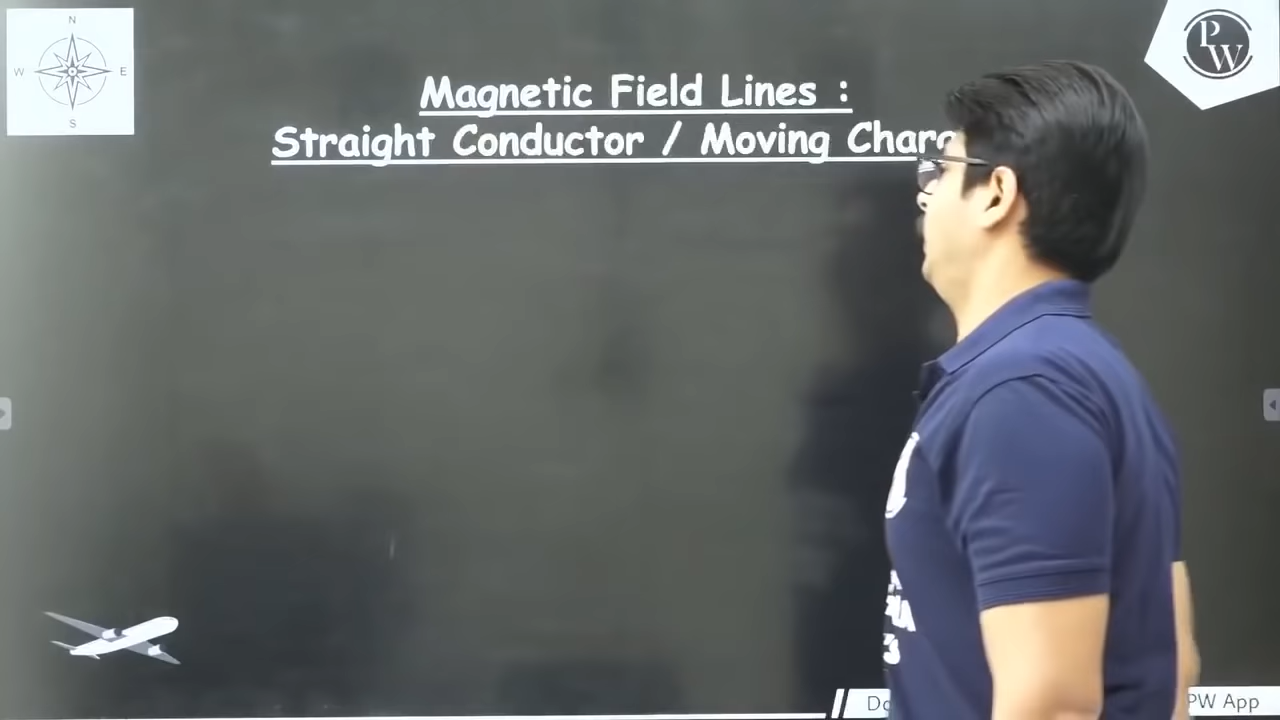 N
W E
S
PW
Magnetic Field Lines :
Straight Conductor / Moving
PW App